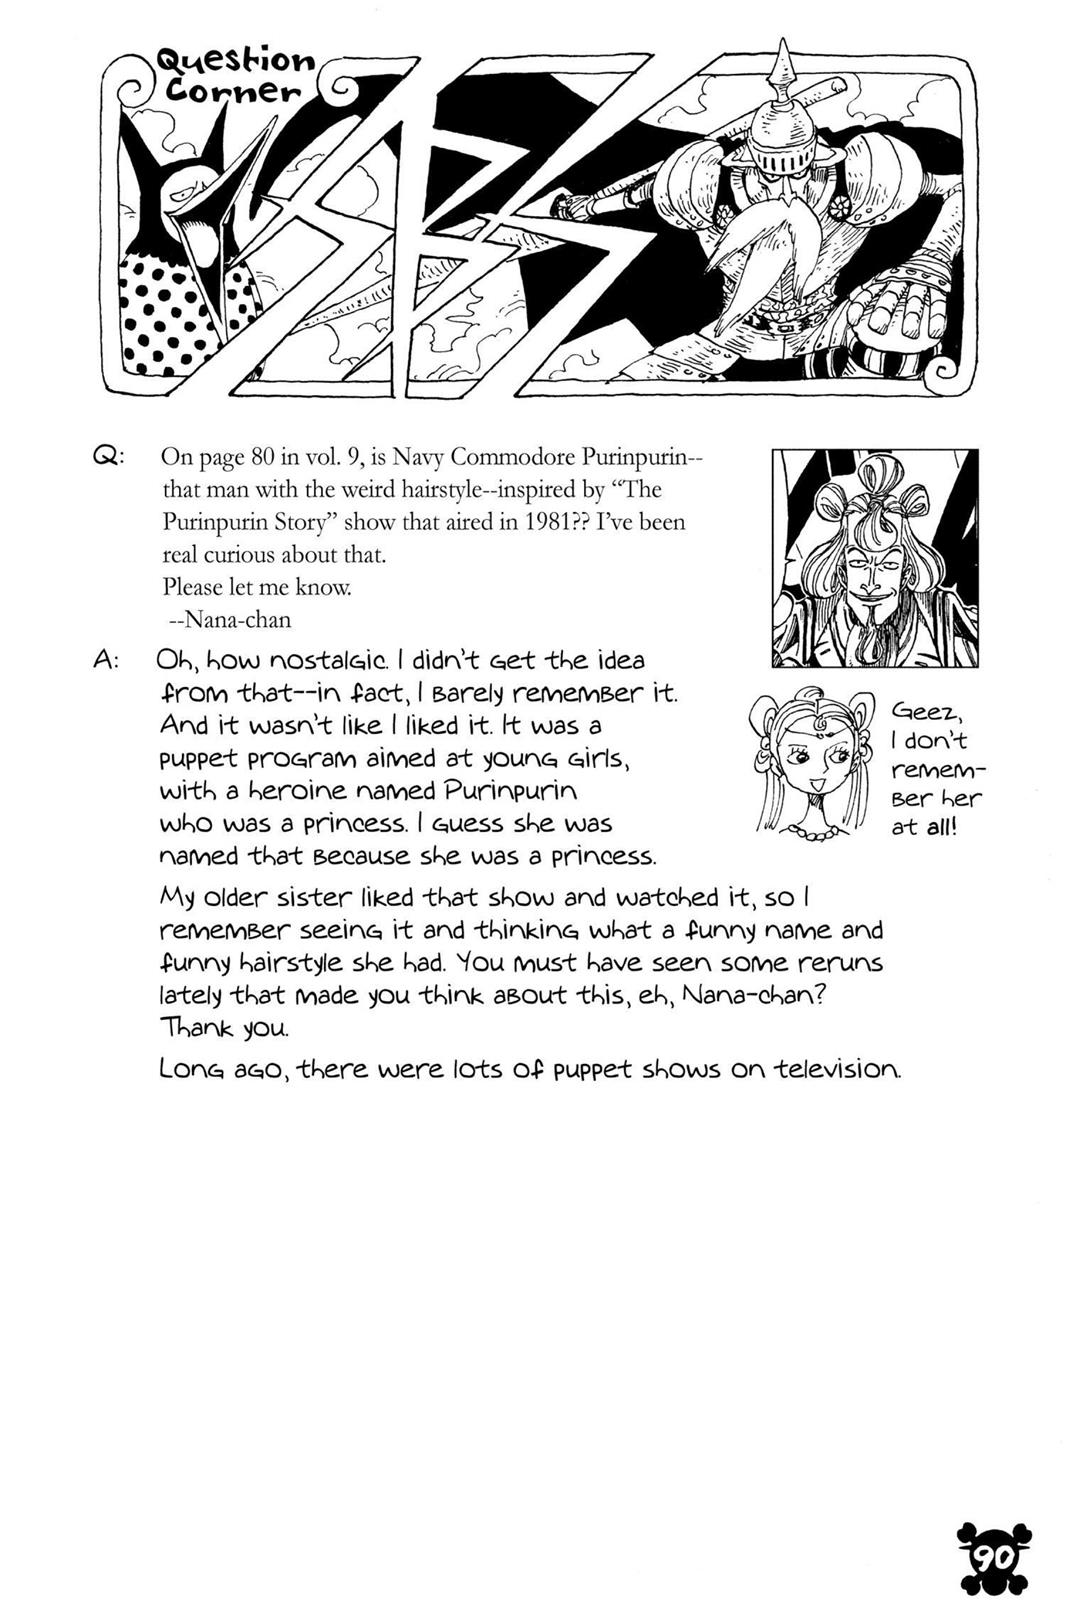 Question
Corner
SBS
Q: On page 80 in vol. 9, is Navy Commodore Purinpurin--
that man with the weird hairstyle--inspired by “The
Purinpurin Story” show that aired in 1981?? I’ve been
real curious about that.
Please let me know.
--Nana-chan
A: Oh, how nostalgic. I didn’t get the idea
from that--in fact, I barely remember it.
And it wasn’t like I liked it. It was a
puppet program aimed at young girls,
with a heroine named Purinpurin
who was a princess. I guess she was
named that because she was a princess.
Geez,
I don’t
remem-
ber her
at all!
My older sister liked that show and watched it, so I
remember seeing it and thinking what a funny name and
funny hairstyle she had. You must have seen some reruns
lately that made you think about this, eh, Nana-chan?
Thank you.
Long ago, there were lots of puppet shows on television.
90